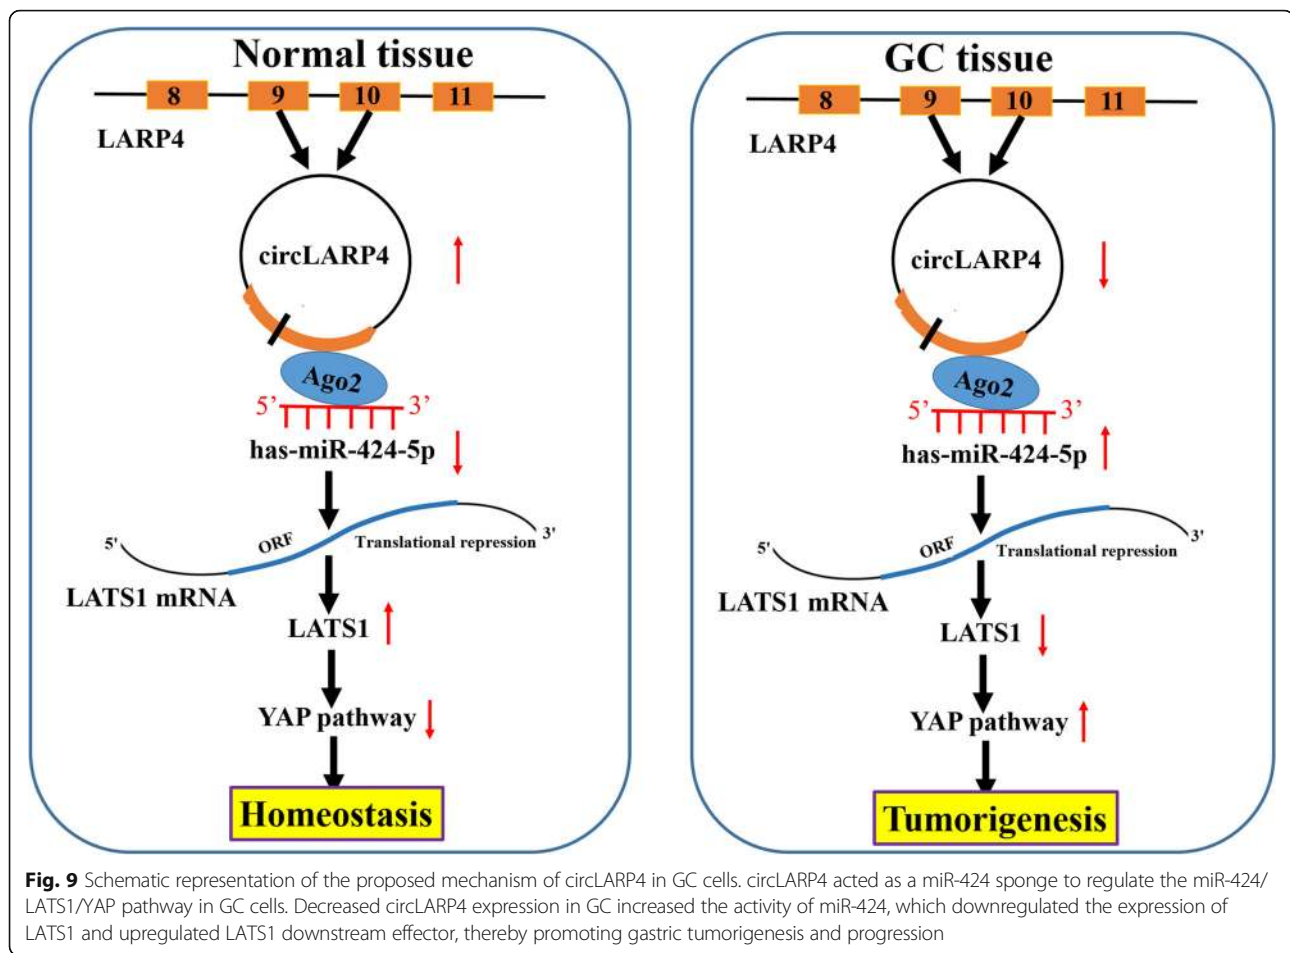 Normal tissue
8 9 10 11
LARP4
circLARP4
Ago2
5’ 3’
has-miR-424-5p
5' ORF Translational repression 3'
LATS1 mRNA
LATS1
YAP pathway
Homeostasis
GC tissue
8 9 10 11
LARP4
circLARP4
Ago2
5’ 3’
has-miR-424-5p
5' ORF Translational repression 3'
LATS1 mRNA
LATS1
YAP pathway
Tumorigenesis
Fig. 9 Schematic representation of the proposed mechanism of circLARP4 in GC cells. circLARP4 acted as a miR-424 sponge to regulate the miR-424/
LATS1/YAP pathway in GC cells. Decreased circLARP4 expression in GC increased the activity of miR-424, which downregulated the expression of
LATS1 and upregulated LATS1 downstream effector, thereby promoting gastric tumorigenesis and progression